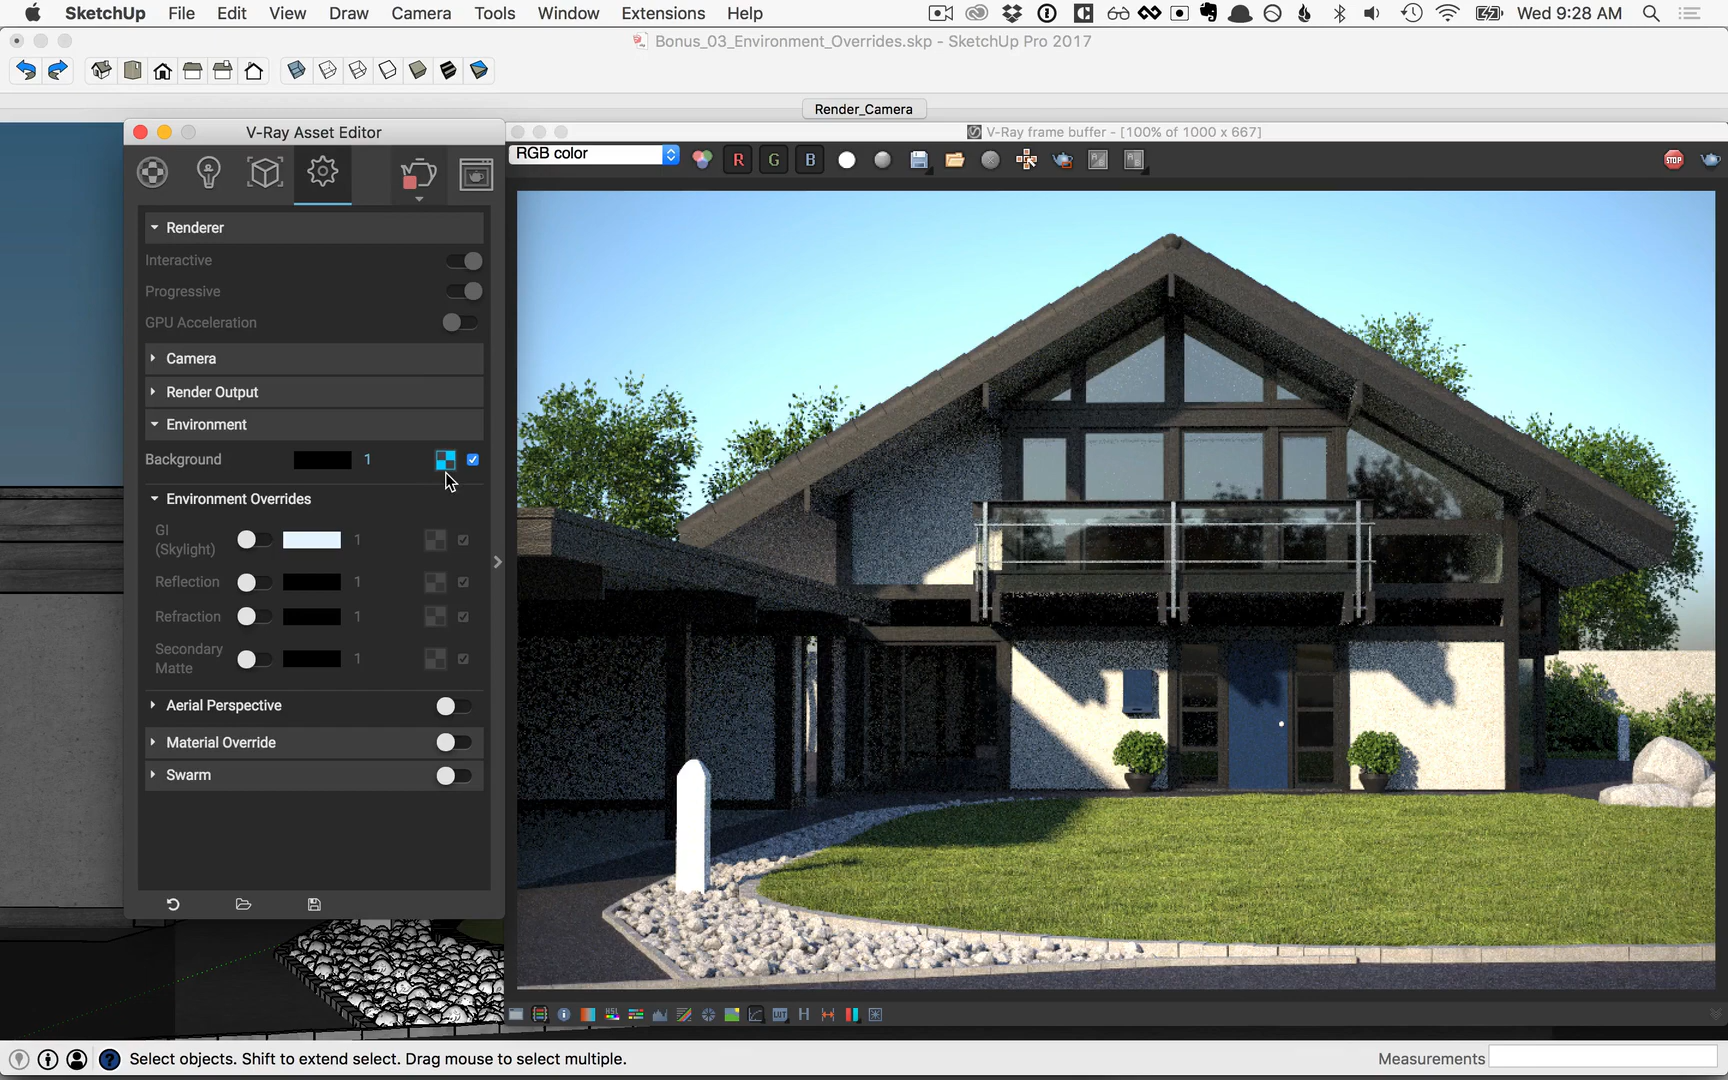 SketchUp File Edit View Draw Camera Tools Window Extensions Help Wed 9:28 AM
Bonus_03_Environment_Overrides.skp - SketchUp Pro 2017
Render_Camera
V-Ray Asset Editor
V-Ray frame buffer - [100% of 1000 x 667]
RGB color R G B STOP
Renderer
Interactive
Progressive
GPU Acceleration
Camera
Render Output
Environment
Background 1
Environment Overrides
GI
(Skylight) 1
Reflection 1
Refraction 1
Secondary
Matte 1
Aerial Perspective
Material Override
Swarm
HSL LUT H
Select objects. Shift to extend select. Drag mouse to select multiple. Measurements